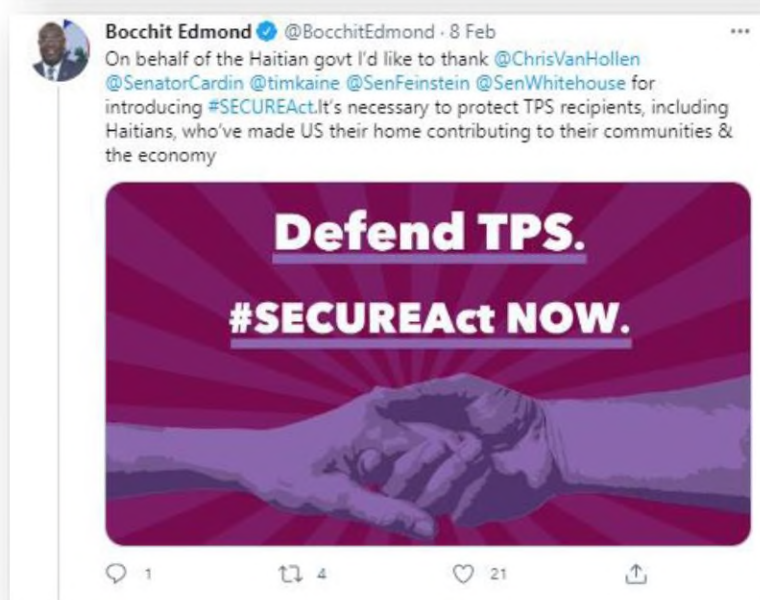 Bocchit Edmond @BocchitEdmond · 8 Feb
On behalf of the Haitian govt I'd like to thank @ChrisVanHollen
@SenatorCardin @timkaine @SenFeinstein @SenWhitehouse for
introducing #SECUREAct.It's necessary to protect TPS recipients, including
Haitians, who've made US their home contributing to their communities &
the economy
Defend TPS.
#SECUREAct NOW.
1 4 21